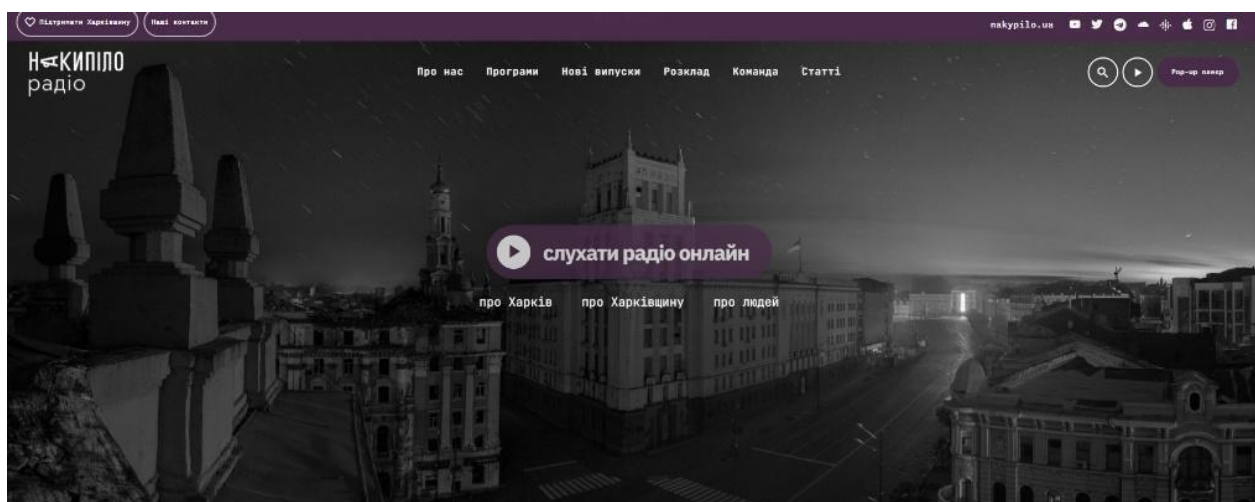 Підтримати Харківщину
Наші контакти
nakypilo.ua
НАКИПІЛО
радіо
Про нас
Програми
Нові випуски
Розклад
Команда
Статті
Pop-up плеєр
слухати радіо онлайн
про Харків
про Харківщину
про людей